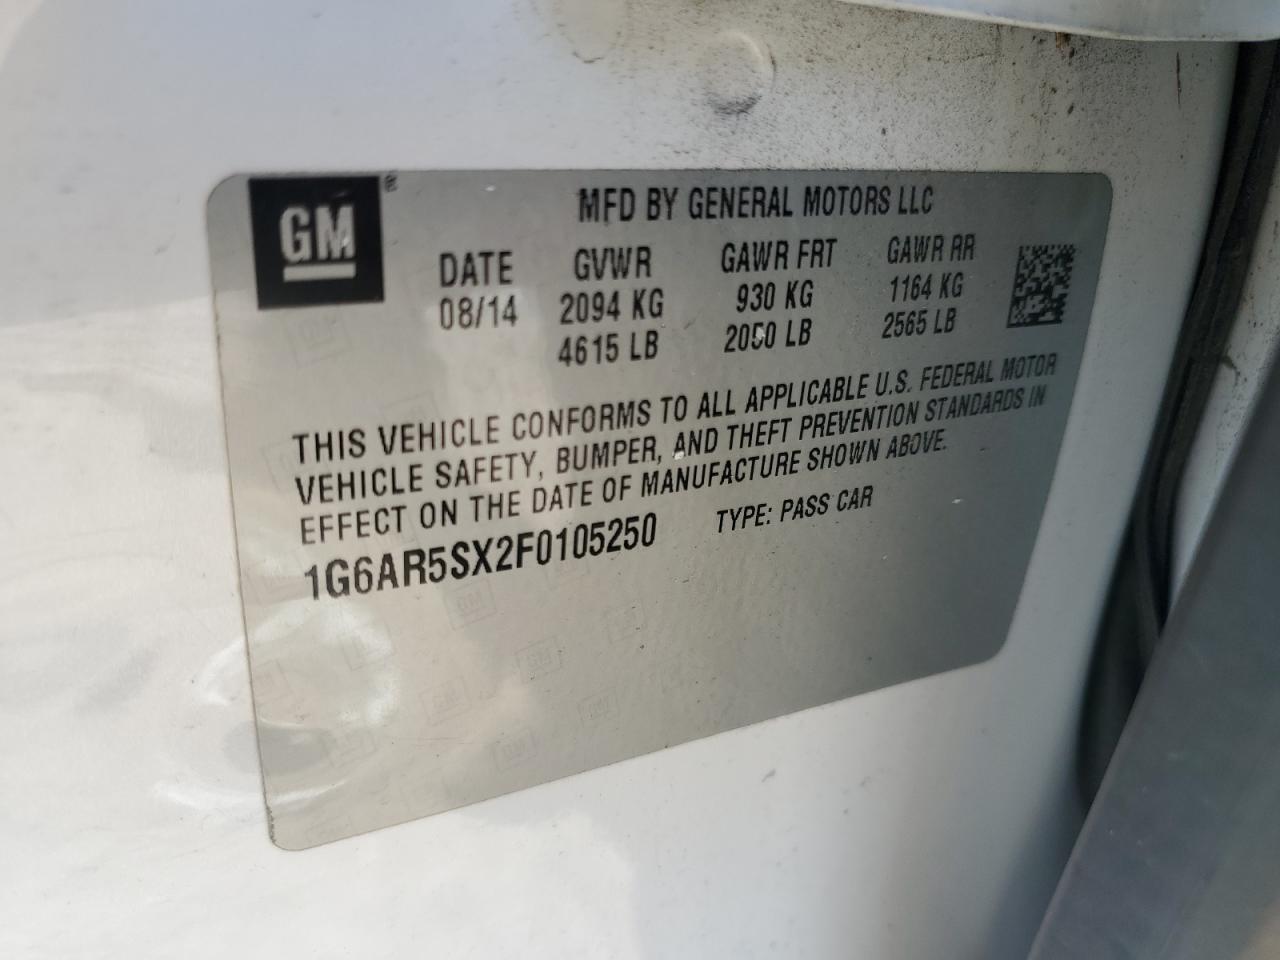 GM®
MFD BY GENERAL MOTORS LLC
DATE GVWR GAWR FRT GAWR RR
08/14 2094 KG 930 KG 1164 KG
4615 LB 2050 LB 2565 LB
THIS VEHICLE CONFORMS TO ALL APPLICABLE U.S. FEDERAL MOTOR
VEHICLE SAFETY, BUMPER, AND THEFT PREVENTION STANDARDS IN
EFFECT ON THE DATE OF MANUFACTURE SHOWN ABOVE.
1G6AR5SX2F0105250 TYPE: PASS CAR